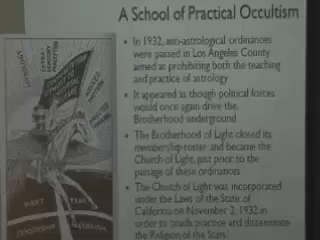 A School of Practical Occultism
• In 1932, anti-astrological ordinances
were passed in Los Angeles County
aimed at prohibiting both the teaching
and practice of astrology
• It appeared as though political forces
would once again drive the
Brotherhood underground
• The Brotherhood of Light closed its
membership roster and became the
Church of Light, just prior to the
passage of these ordinances
• The Church of Light was incorporated
under the Laws of the State of
California on November 2, 1932 in
order to teach, practice and disseminate
the Religion of the Stars.
ASTROLOGY
EXTRA-
SENSORY
PERCEPTION